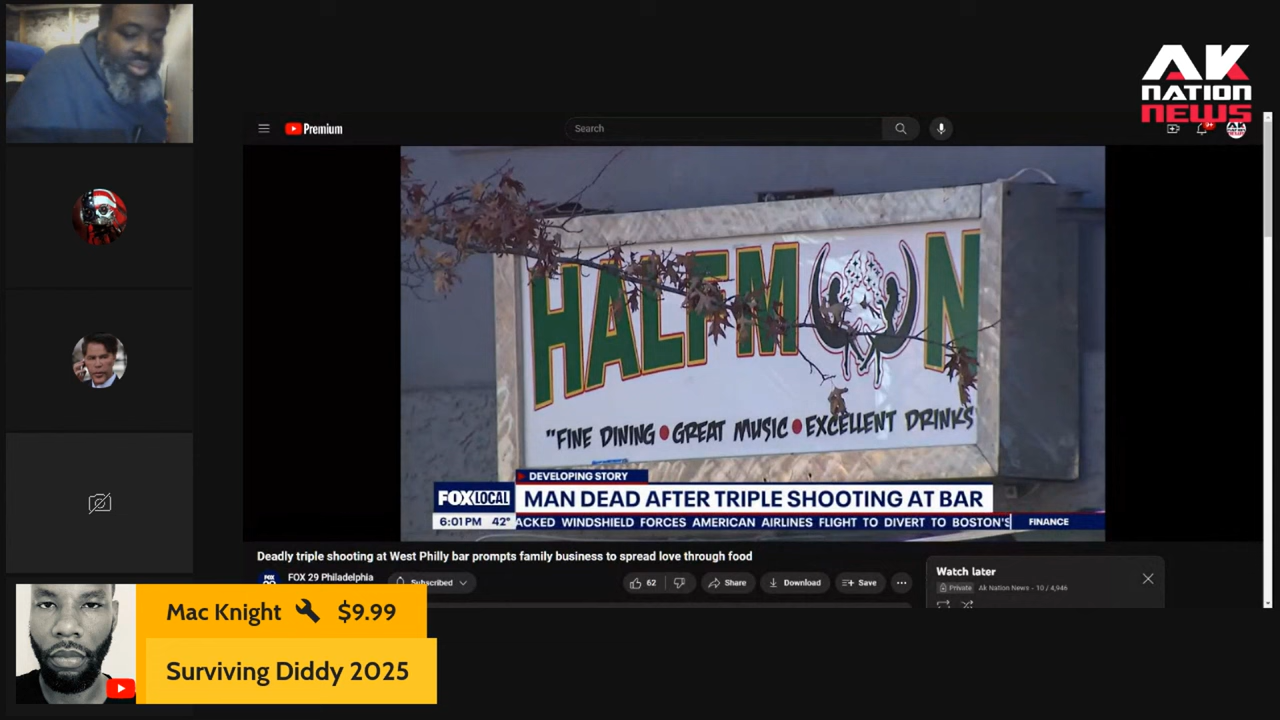 AK
NATION
NEWS
Premium
Search
9+
HALFMOON
"FINE DINING • GREAT MUSIC • EXCELLENT DRINKS
DEVELOPING STORY
FOX LOCAL
MAN DEAD AFTER TRIPLE SHOOTING AT BAR
6:01 PM 42°
ACKED WINDSHIELD FORCES AMERICAN AIRLINES FLIGHT TO DIVERT TO BOSTON'S
FINANCE
Deadly triple shooting at West Philly bar prompts family business to spread love through food
FOX 29 Philadelphia
Subscribed
62
Share
Download
Save
Watch later
Private
Ak Nation News - 10 / 4,946
Mac Knight $9.99
Surviving Diddy 2025